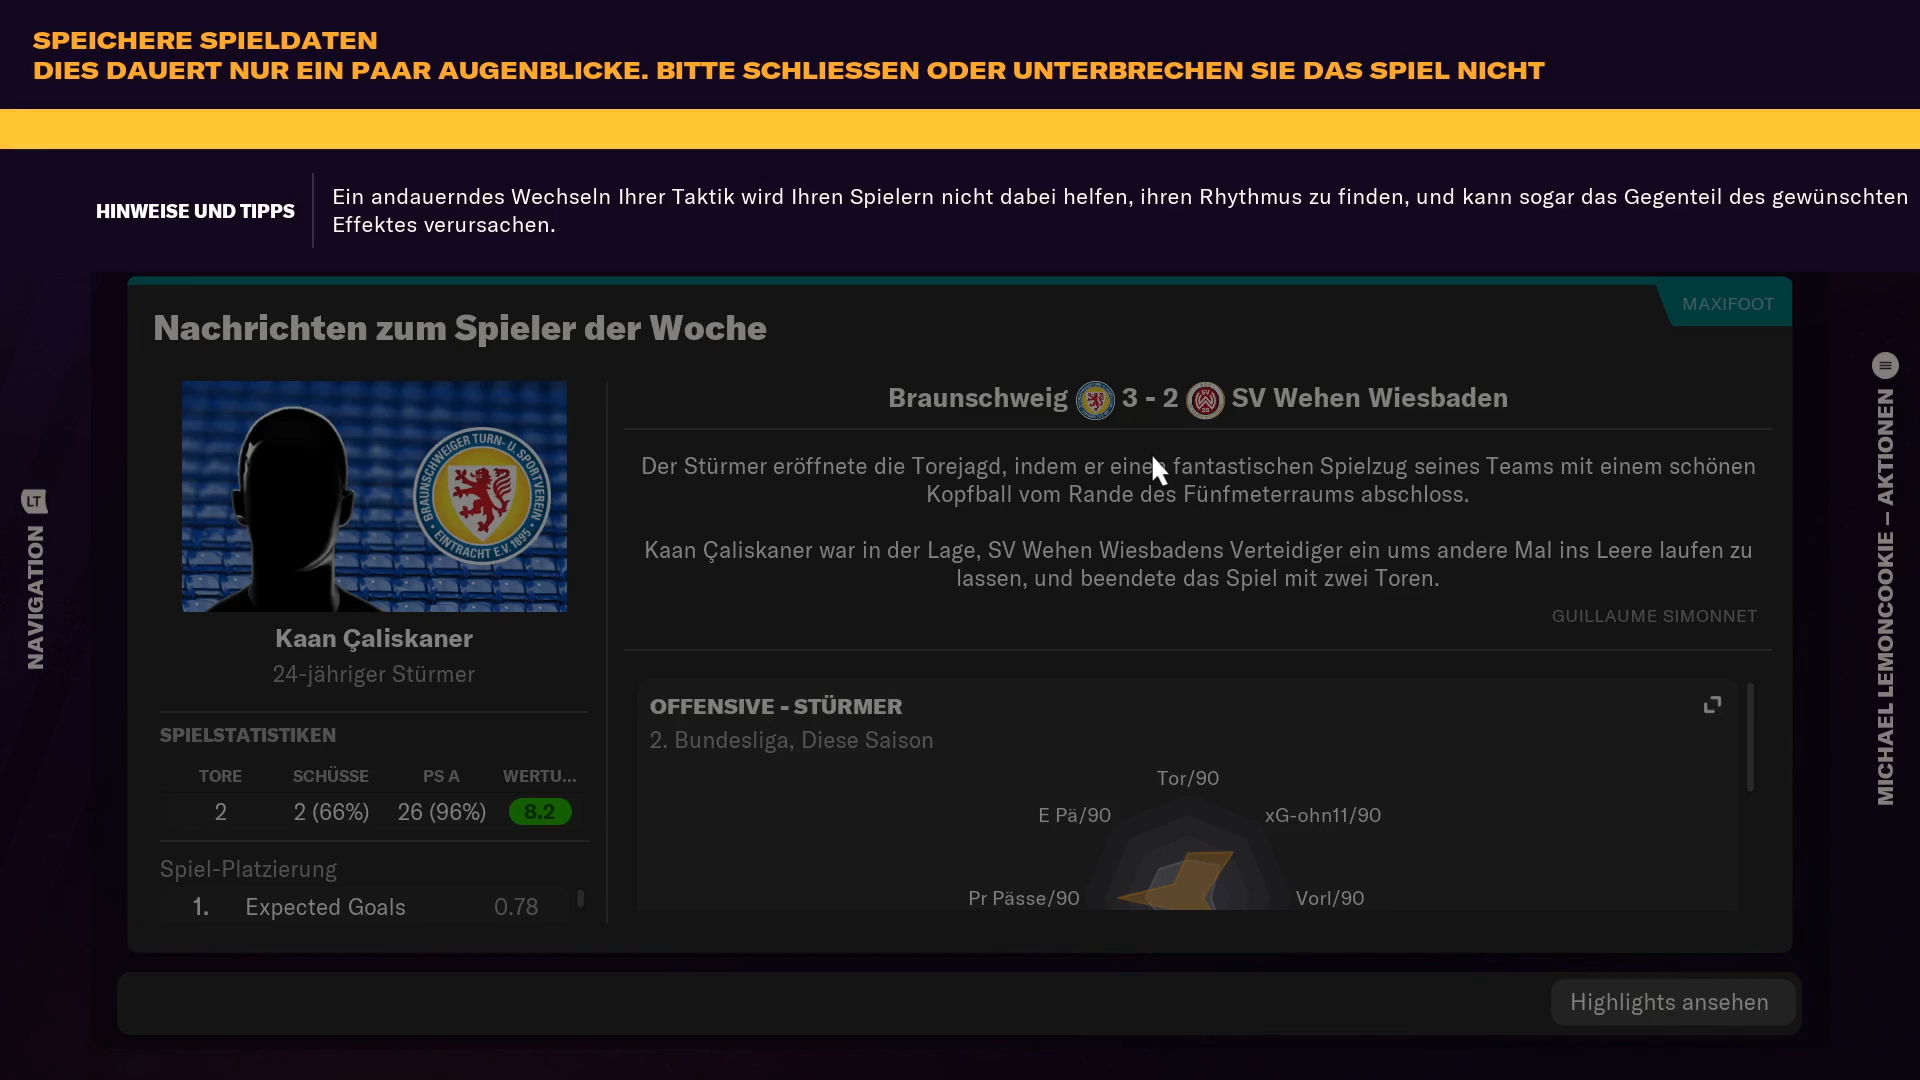 SPEICHERE SPIELDATEN
DIES DAUERT NUR EIN PAAR AUGENBLICKE. BITTE SCHLIESSEN ODER UNTERBRECHEN SIE DAS SPIEL NICHT
HINWEISE UND TIPPS
Ein andauerndes Wechseln Ihrer Taktik wird Ihren Spielern nicht dabei helfen, ihren Rhythmus zu finden, und kann sogar das Gegenteil des gewünschten
Effektes verursachen.
MAXIFOOT
Nachrichten zum Spieler der Woche
BRAUNSCHWEIGER TURN- U. SPORTVEREIN
EINTRACHT E.V. 1895
Kaan Çaliskaner
24-jähriger Stürmer
SPIELSTATISTIKEN
TORE SCHÜSSE PS A WERTU...
2 2 (66%) 26 (96%) 8.2
Spiel-Platzierung
1. Expected Goals 0.78
Braunschweig 3 - 2 SV Wehen Wiesbaden
Der Stürmer eröffnete die Torejagd, indem er einen fantastischen Spielzug seines Teams mit einem schönen
Kopfball vom Rande des Fünfmeterraums abschloss.
Kaan Çaliskaner war in der Lage, SV Wehen Wiesbadens Verteidiger ein ums andere Mal ins Leere laufen zu
lassen, und beendete das Spiel mit zwei Toren.
GUILLAUME SIMONNET
OFFENSIVE - STÜRMER
2. Bundesliga, Diese Saison
Tor/90
E Pä/90
xG-ohn11/90
Pr Pässe/90
Vorl/90
Highlights ansehen
NAVIGATION LT
MICHAEL LEMONCOOKIE – AKTIONEN